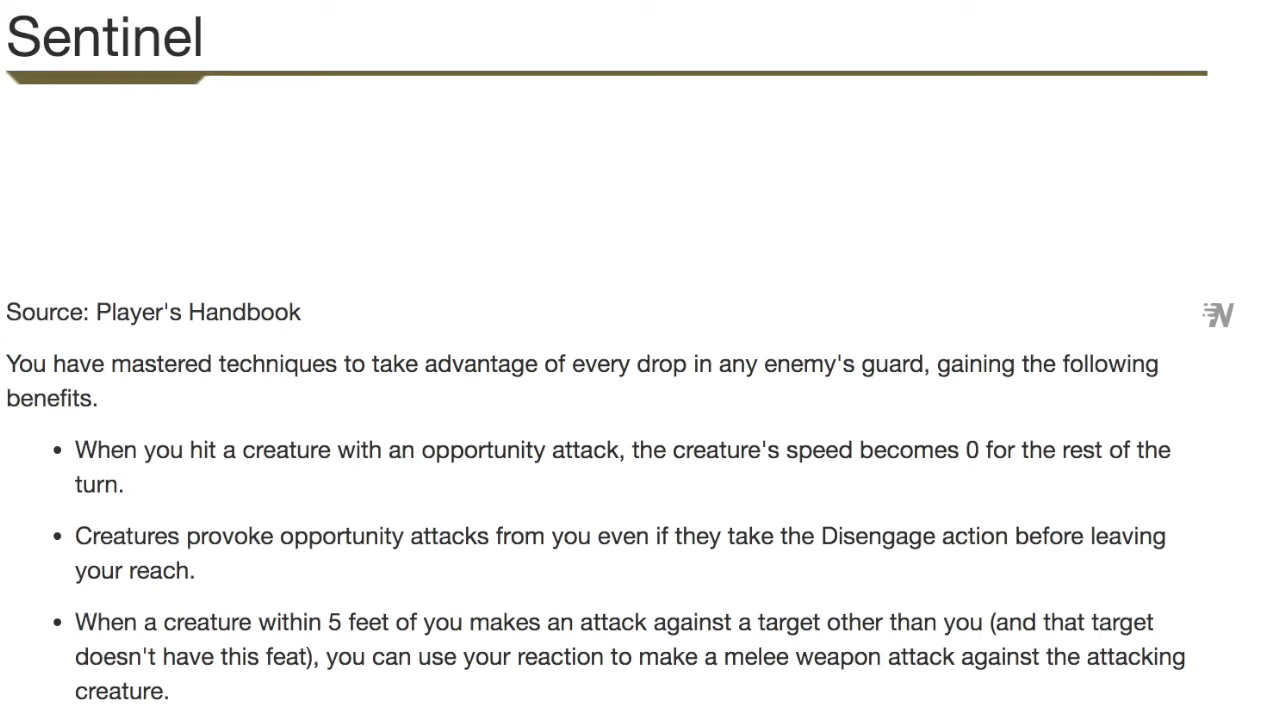 Sentinel
Source: Player's Handbook
You have mastered techniques to take advantage of every drop in any enemy's guard, gaining the following
benefits.
• When you hit a creature with an opportunity attack, the creature's speed becomes 0 for the rest of the
turn.
• Creatures provoke opportunity attacks from you even if they take the Disengage action before leaving
your reach.
• When a creature within 5 feet of you makes an attack against a target other than you (and that target
doesn't have this feat), you can use your reaction to make a melee weapon attack against the attacking
creature.